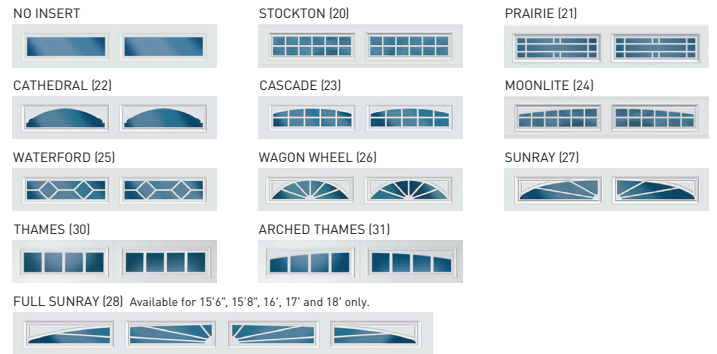 NO INSERT
STOCKTON (20)
PRAIRIE (21)
CATHEDRAL (22)
CASCADE (23)
MOONLITE (24)
WATERFORD (25)
WAGON WHEEL (26)
SUNRAY (27)
THAMES (30)
ARCHED THAMES (31)
FULL SUNRAY (28) Available for 15'6", 15'8", 16', 17' and 18' only.